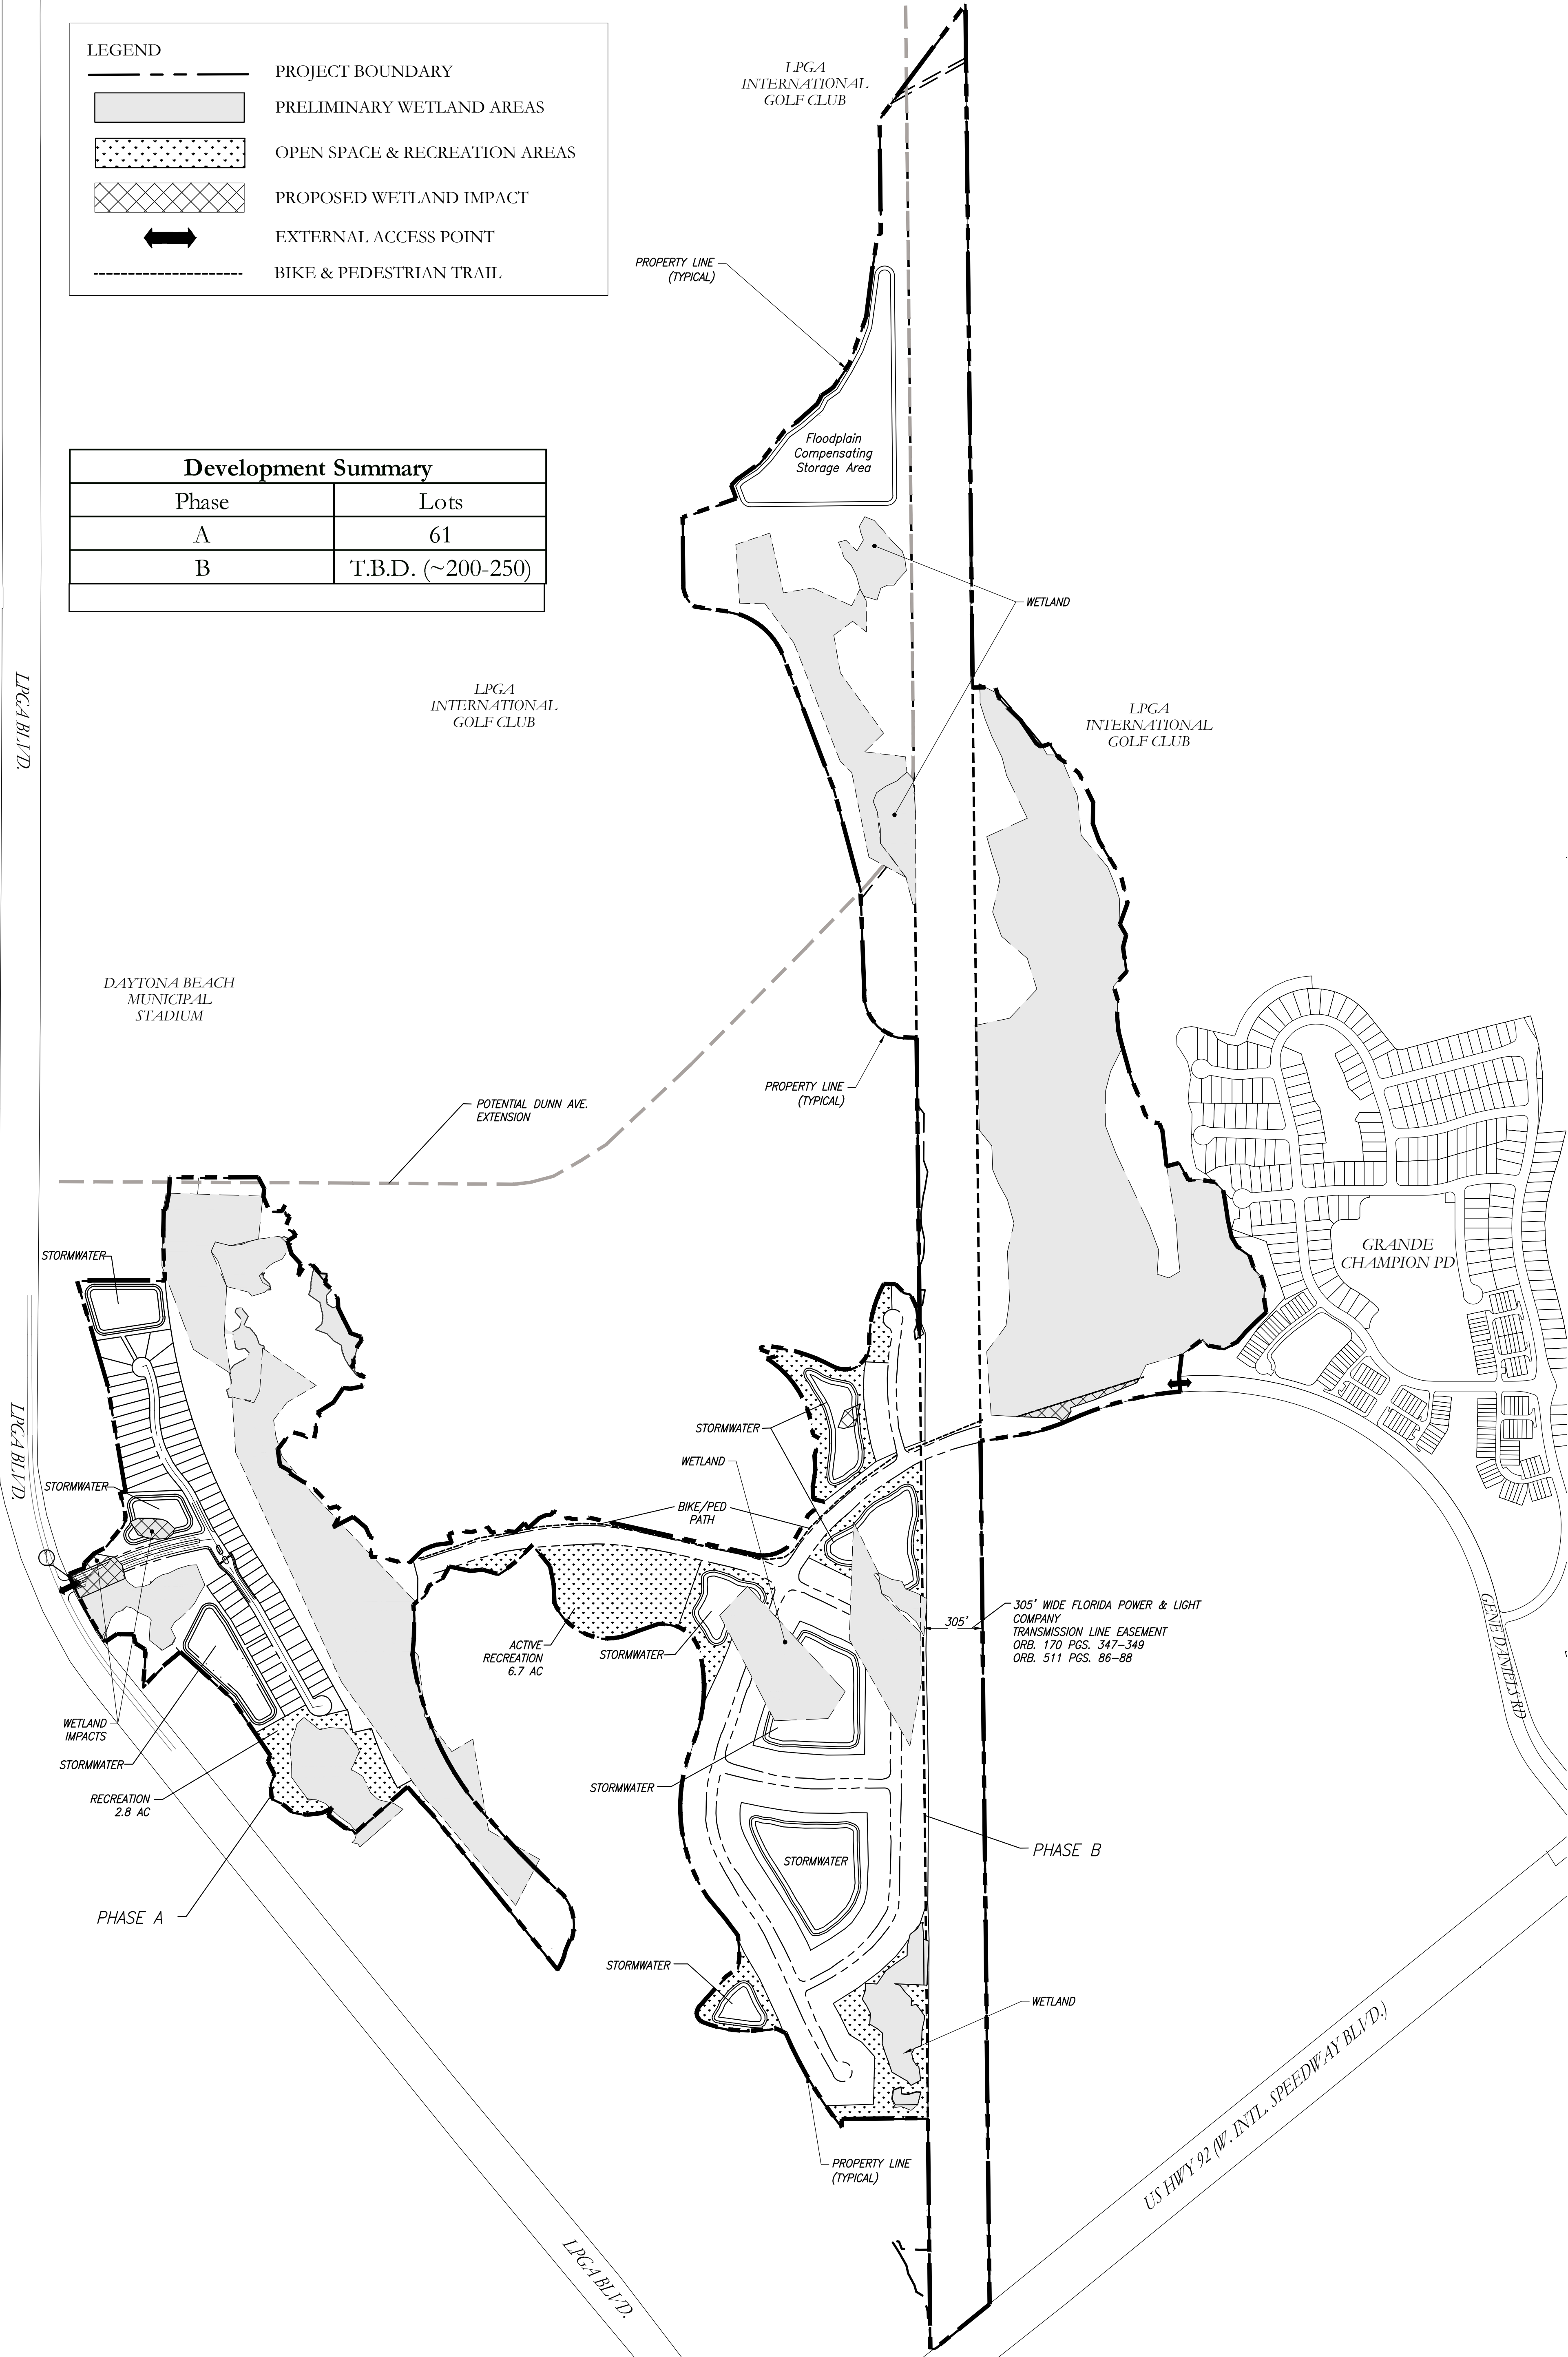 LEGEND
PROJECT BOUNDARY
PRELIMINARY WETLAND AREAS
OPEN SPACE & RECREATION AREAS
PROPOSED WETLAND IMPACT
EXTERNAL ACCESS POINT
BIKE & PEDESTRIAN TRAIL
LPGA
INTERNATIONAL
GOLF CLUB
PROPERTY LINE
(TYPICAL)
Floodplain
Compensating
Storage Area
Development Summary
Phase Lots
A 61
B T.B.D. (~200-250)
WETLAND
LPGA BLVD.
LPGA
INTERNATIONAL
GOLF CLUB
LPGA
INTERNATIONAL
GOLF CLUB
DAYTONA BEACH
MUNICIPAL
STADIUM
PROPERTY LINE
(TYPICAL)
POTENTIAL DUNN AVE.
EXTENSION
STORMWATER
GRANDE
CHAMPION PD
LPGA BLVD.
STORMWATER
STORMWATER
WETLAND
BIKE/PED
PATH
305'
305' WIDE FLORIDA POWER & LIGHT
COMPANY
TRANSMISSION LINE EASEMENT
ORB. 170 PGS. 347-349
ORB. 511 PGS. 86-88
GENE DANIELS RD
ACTIVE
RECREATION
6.7 AC
STORMWATER
WETLAND
IMPACTS
STORMWATER
RECREATION
2.8 AC
STORMWATER
PHASE B
STORMWATER
PHASE A
STORMWATER
WETLAND
US HWY 92 (W. INTL. SPEEDWAY BLVD.)
PROPERTY LINE
(TYPICAL)
LPGA BLVD.